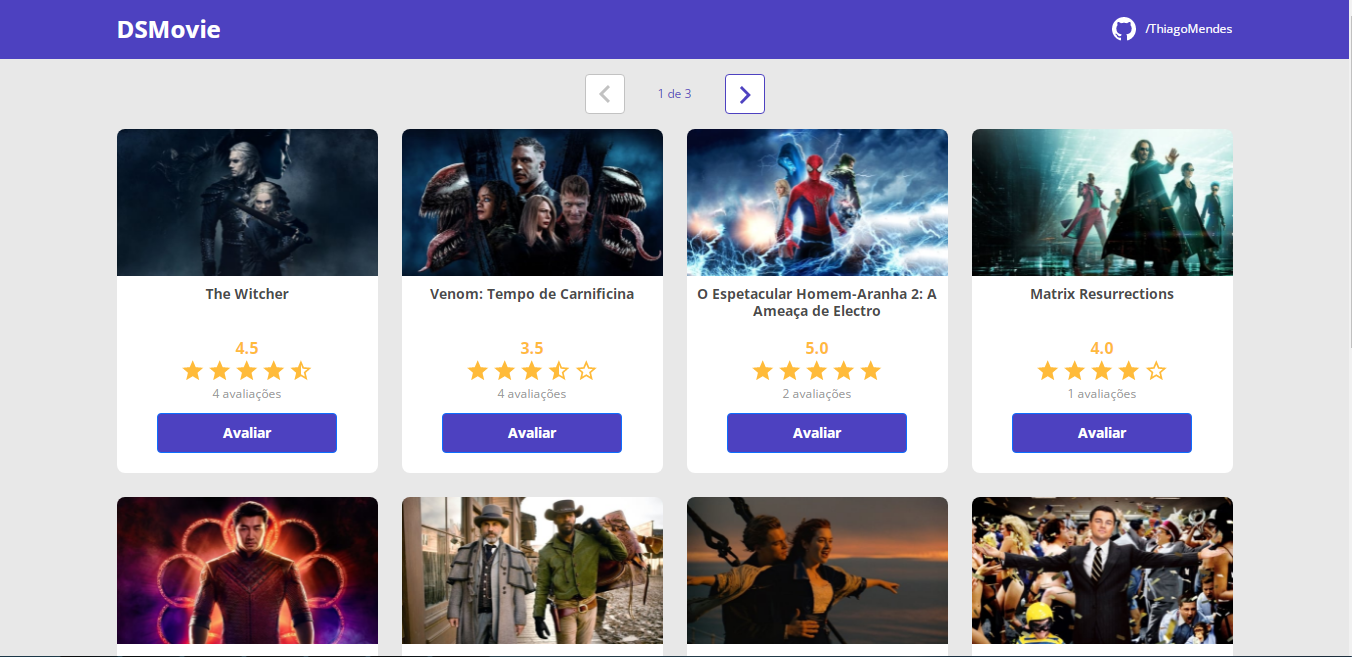 DSMovie
/ThiagoMendes
1 de 3
The Witcher
4.5
4 avaliações
Avaliar
Venom: Tempo de Carnificina
3.5
4 avaliações
Avaliar
O Espetacular Homem-Aranha 2: A
Ameaça de Electro
5.0
2 avaliações
Avaliar
Matrix Resurrections
4.0
1 avaliações
Avaliar